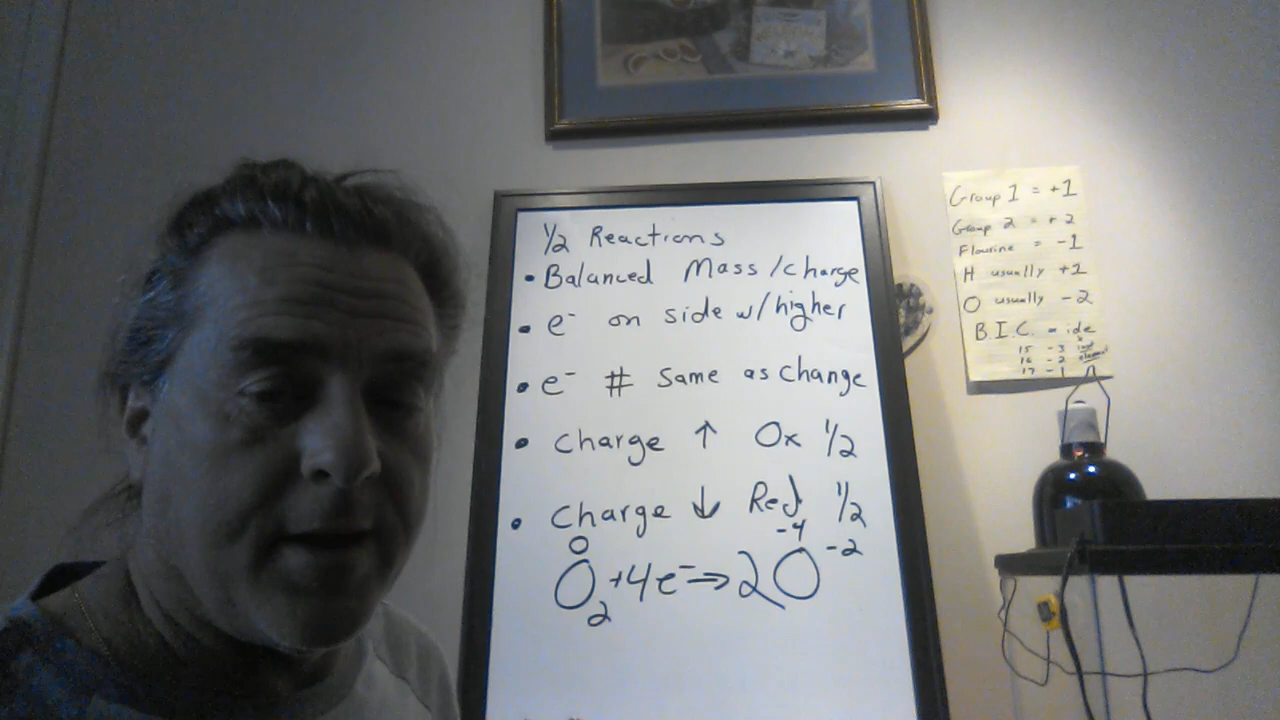 ½ Reactions
• Balanced Mass/charge
• e⁻ on side w/higher
• e⁻ # Same as Change
• Charge ↑ Ox ½
• Charge ↓ Red ½
0 -4
O₂ +4e⁻→2O⁻²
Group 1 = +1
Group 2 = +2
Flourine = -1
H usually +1
O usually -2
B.I.C. = ide
15 -3 last
16 -2 element
17 -1